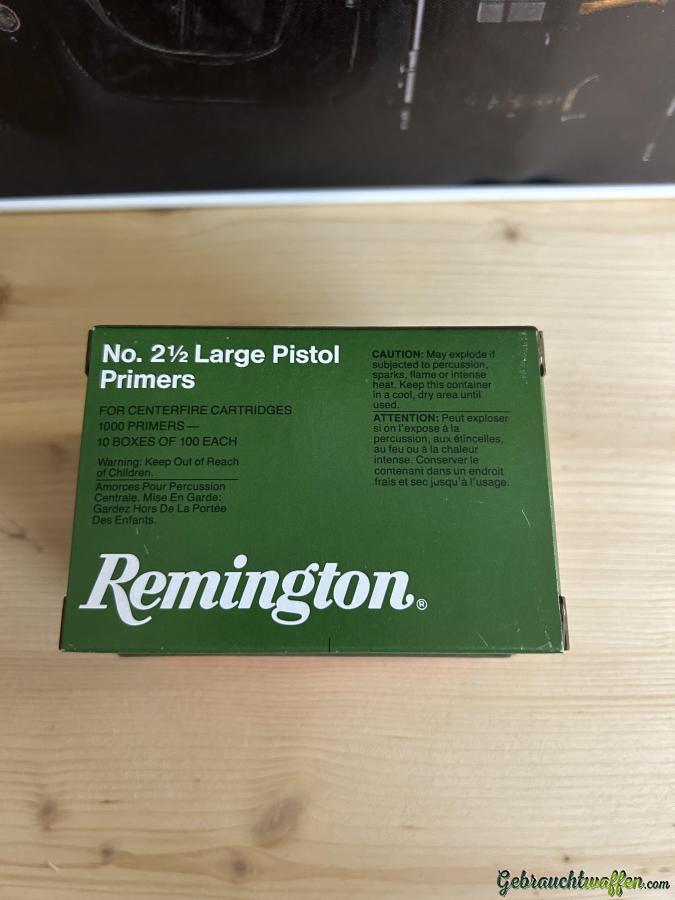 No. 2½ Large Pistol
Primers
FOR CENTERFIRE CARTRIDGES
1000 PRIMERS—
10 BOXES OF 100 EACH
Warning: Keep Out of Reach
of Children.
Amorces Pour Percussion
Centrale. Mise En Garde:
Gardez Hors De La Portée
Des Enfants.
CAUTION: May explode if
subjected to percussion,
sparks, flame or intense
heat. Keep this container
in a cool, dry area until
used.
ATTENTION: Peut exploser
si on l'expose à la
percussion, aux étincelles,
au feu ou à la chaleur
intense. Conserver le
contenant dans un endroit
frais et sec jusqu'à l'usage.
Remington®
Gebrauchtwaffen.com